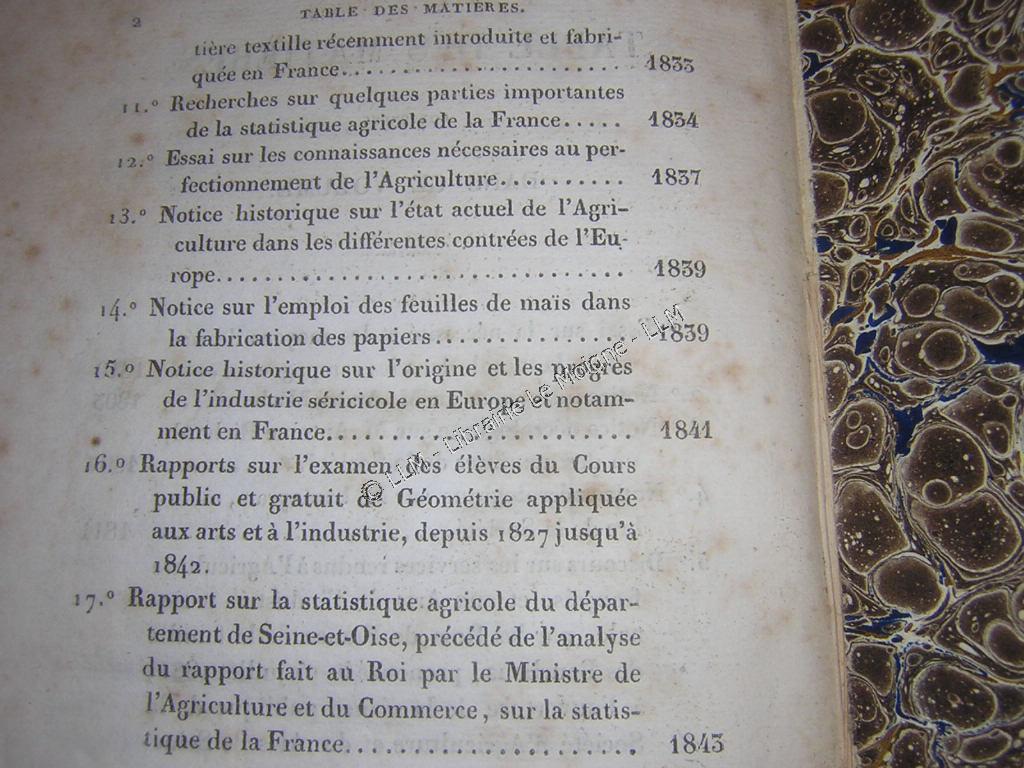 2 TABLE DES MATIÈRES.
tière textille récemment introduite et fabri-
quée en France........................ 1833
11.° Recherches sur quelques parties importantes
de la statistique agricole de la France..... 1834
12.° Essai sur les connaissances nécessaires au per-
fectionnement de l'Agriculture.......... 1837
13.° Notice historique sur l'état actuel de l'Agri-
culture dans les différentes contrées de l'Eu-
rope............................. 1839
14.° Notice sur l'emploi des feuilles de maïs dans
la fabrication des papiers............... 1839
15.° Notice historique sur l'origine et les progrès
de l'industrie séricicole en Europe et notam-
ment en France........................ 1841
16.° Rapports sur l'examen des élèves du Cours
public et gratuit de Géométrie appliquée
aux arts et à l'industrie, depuis 1827 jusqu'à
1842.
17.° Rapport sur la statistique agricole du dépar-
tement de Seine-et-Oise, précédé de l'analyse
du rapport fait au Roi par le Ministre de
l'Agriculture et du Commerce, sur la statis-
tique de la France..................... 1843
© LLM - Librairie Le Moigne - LLM